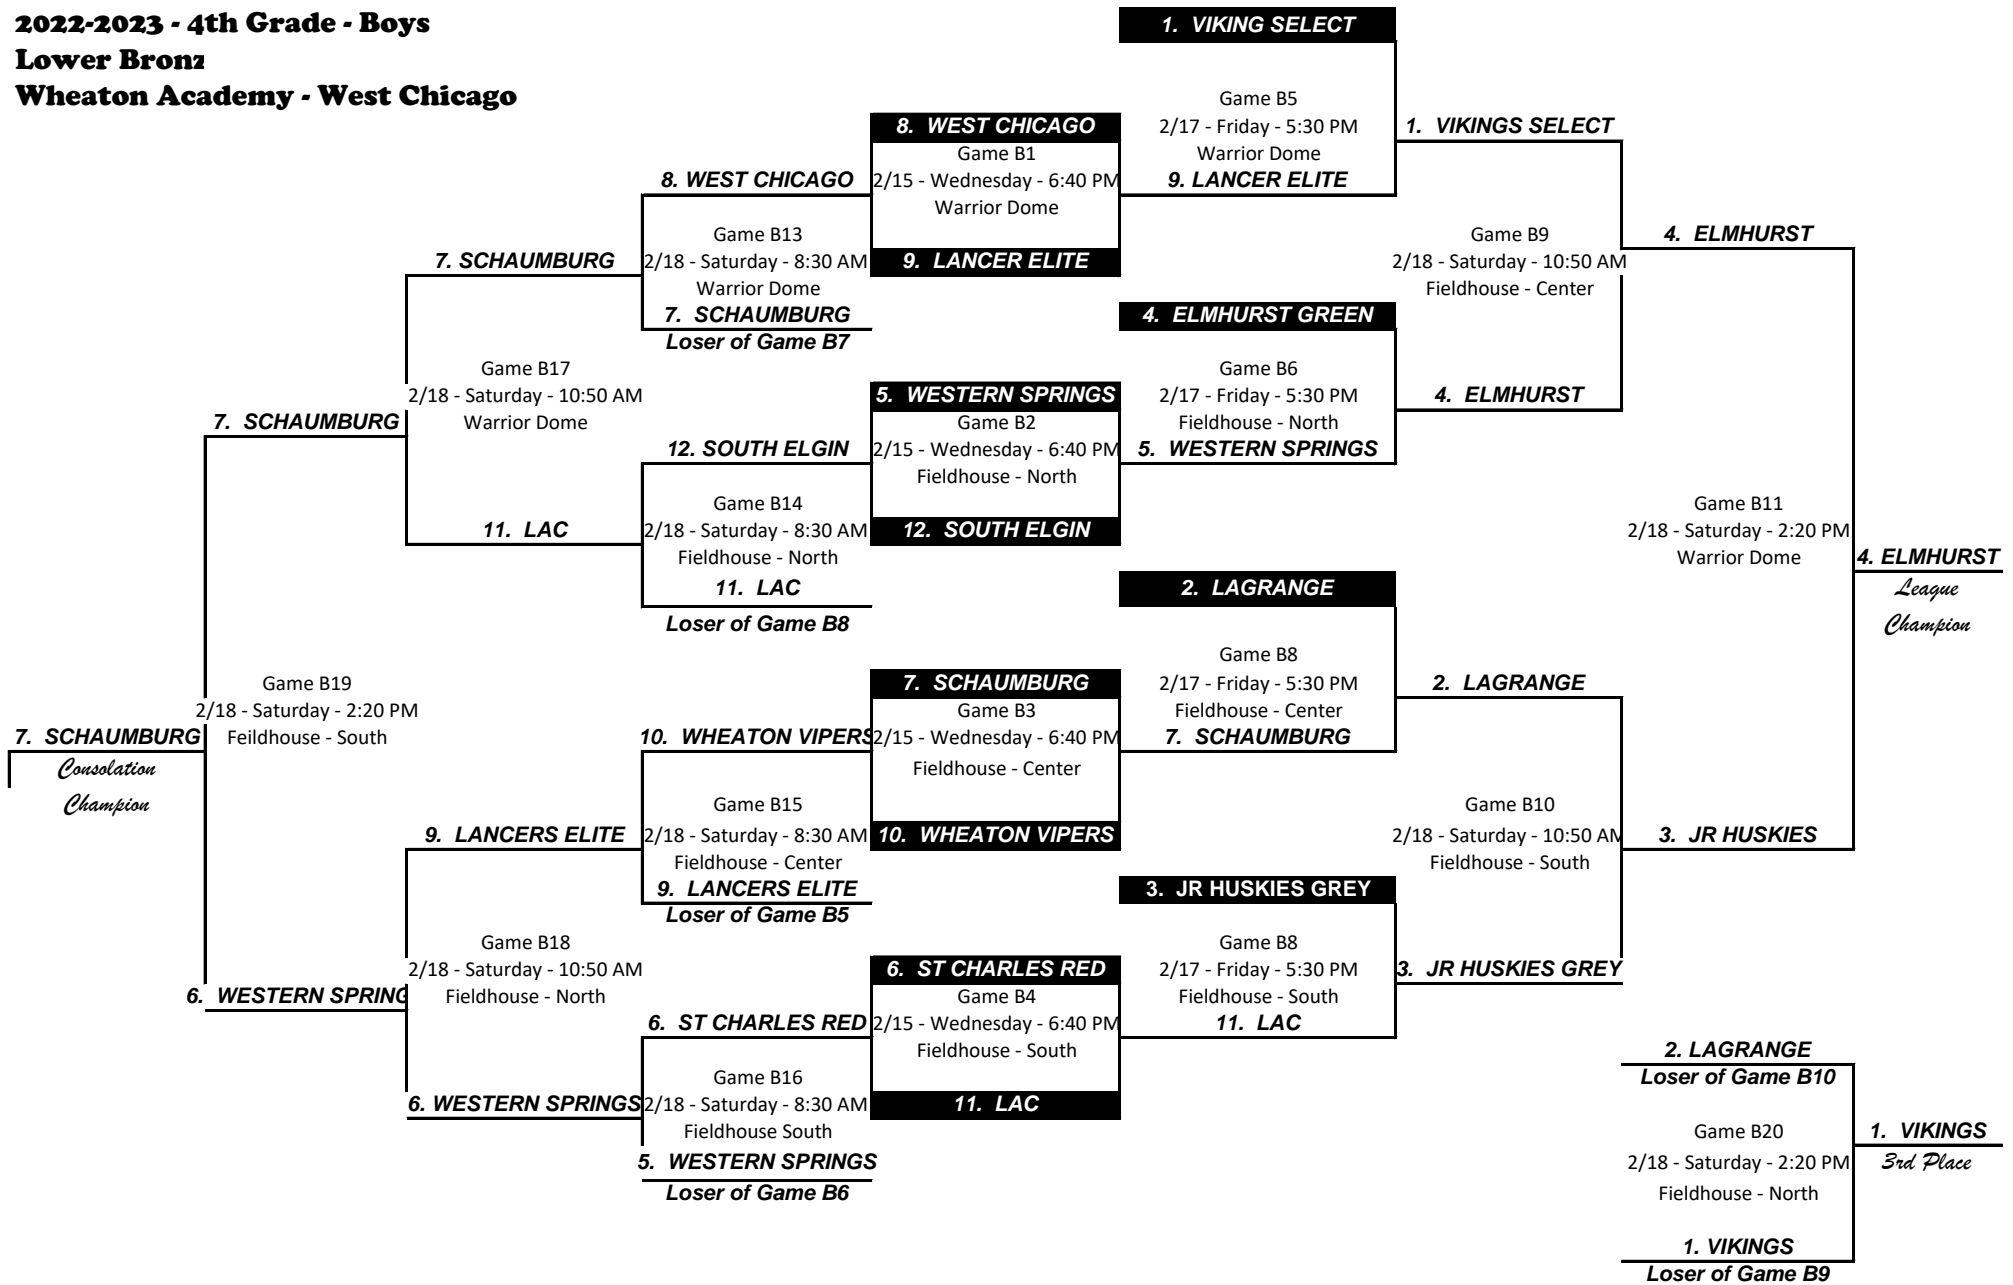 2022-2023 - 4th Grade - Boys
Lower Bronz
Wheaton Academy - West Chicago
7. SCHAUMBURG
Consolation
Champion
7. SCHAUMBURG
Game B19
2/18 - Saturday - 2:20 PM
Feildhouse - South
6. WESTERN SPRING
7. SCHAUMBURG
Game B17
2/18 - Saturday - 10:50 AM
Warrior Dome
11. LAC
9. LANCERS ELITE
Game B18
2/18 - Saturday - 10:50 AM
Fieldhouse - North
6. WESTERN SPRINGS
8. WEST CHICAGO
Game B13
2/18 - Saturday - 8:30 AM
Warrior Dome
7. SCHAUMBURG
Loser of Game B7
12. SOUTH ELGIN
Game B14
2/18 - Saturday - 8:30 AM
Fieldhouse - North
11. LAC
Loser of Game B8
10. WHEATON VIPERS
Game B15
2/18 - Saturday - 8:30 AM
Fieldhouse - Center
9. LANCERS ELITE
Loser of Game B5
6. ST CHARLES RED
Game B16
2/18 - Saturday - 8:30 AM
Fieldhouse South
5. WESTERN SPRINGS
Loser of Game B6
8. WEST CHICAGO
Game B1
2/15 - Wednesday - 6:40 PM
Warrior Dome
9. LANCER ELITE
5. WESTERN SPRINGS
Game B2
2/15 - Wednesday - 6:40 PM
Fieldhouse - North
12. SOUTH ELGIN
7. SCHAUMBURG
Game B3
2/15 - Wednesday - 6:40 PM
Fieldhouse - Center
10. WHEATON VIPERS
6. ST CHARLES RED
Game B4
2/15 - Wednesday - 6:40 PM
Fieldhouse - South
11. LAC
1. VIKING SELECT
Game B5
2/17 - Friday - 5:30 PM
Warrior Dome
9. LANCER ELITE
4. ELMHURST GREEN
Game B6
2/17 - Friday - 5:30 PM
Fieldhouse - North
5. WESTERN SPRINGS
2. LAGRANGE
Game B8
2/17 - Friday - 5:30 PM
Fieldhouse - Center
7. SCHAUMBURG
3. JR HUSKIES GREY
Game B8
2/17 - Friday - 5:30 PM
Fieldhouse - South
11. LAC
1. VIKINGS SELECT
Game B9
2/18 - Saturday - 10:50 AM
Fieldhouse - Center
4. ELMHURST
2. LAGRANGE
Game B10
2/18 - Saturday - 10:50 AM
Fieldhouse - South
3. JR HUSKIES GREY
4. ELMHURST
Game B11
2/18 - Saturday - 2:20 PM
Warrior Dome
3. JR HUSKIES
4. ELMHURST
League
Champion
2. LAGRANGE
Loser of Game B10
Game B20
2/18 - Saturday - 2:20 PM
Fieldhouse - North
1. VIKINGS
Loser of Game B9
1. VIKINGS
3rd Place